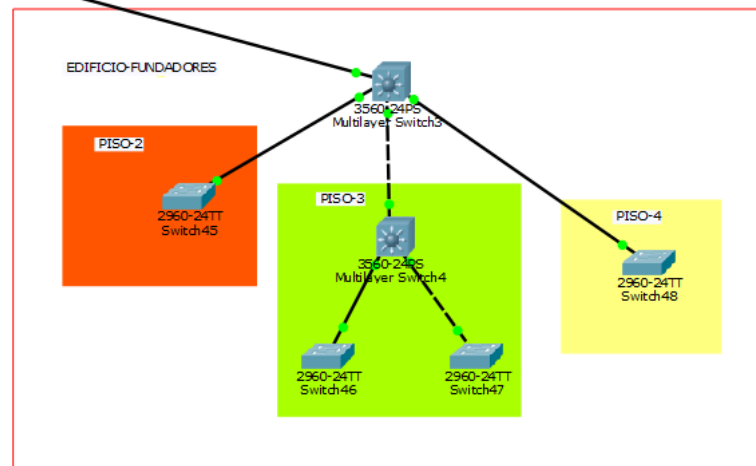 EDIFICIO-FUNDADORES
3560-24PS
Multilayer Switch3
PISO-2
2960-24TT
Switch45
PISO-3
3560-24PS
Multilayer Switch4
2960-24TT
Switch46
2960-24TT
Switch47
PISO-4
2960-24TT
Switch48